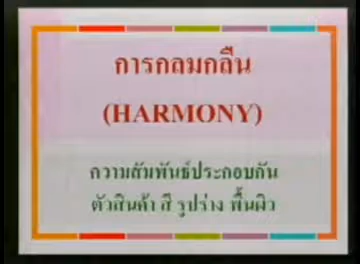 การกลมกลืน
(HARMONY)
ความสัมพันธ์ประกอบกัน
ตัวสินค้า สี รูปร่าง พื้นผิว